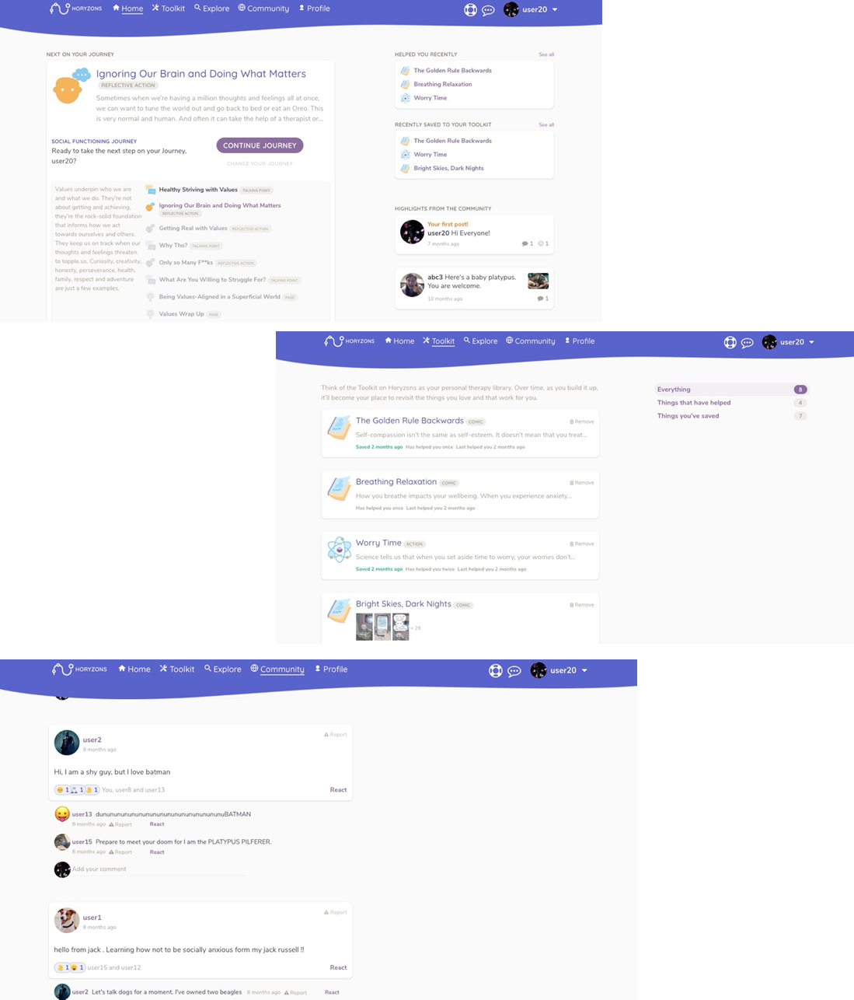 HORYZONS Home Toolkit Explore Community Profile user20
NEXT ON YOUR JOURNEY
Ignoring Our Brain and Doing What Matters
REFLECTIVE ACTION
Sometimes when we're having a million thoughts and feelings all at once,
we can want to tune the world out and go back to bed or eat an Oreo. This
is very normal and human. And often it can take the help of a therapist or...
SOCIAL FUNCTIONING JOURNEY
Ready to take the next step on your Journey,
user20?
CONTINUE JOURNEY
CHANGE YOUR JOURNEY
Values underpin who we are
and what we do. They're not
about getting and achieving,
they're the rock-solid foundation
that informs how we act
towards ourselves and others.
They keep us on track when our
thoughts and feelings threaten
to topple us. Curiosity, creativity,
honesty, perseverance, health,
family, respect and adventure
are just a few examples.
Healthy Striving with Values TALKING POINT
Ignoring Our Brain and Doing What Matters
REFLECTIVE ACTION
Getting Real with Values REFLECTIVE ACTION
Why Tho? TALKING POINT
Only so Many F**ks REFLECTIVE ACTION
What Are You Willing to Struggle For? TALKING POINT
Being Values-Aligned in a Superficial World PAGE
Values Wrap Up PAGE
HELPED YOU RECENTLY See all
The Golden Rule Backwards
Breathing Relaxation
Worry Time
RECENTLY SAVED TO YOUR TOOLKIT See all
The Golden Rule Backwards
Worry Time
Bright Skies, Dark Nights
HIGHLIGHTS FROM THE COMMUNITY
Your first post!
user20 Hi Everyone!
7 months ago 1 1
abc3 Here's a baby platypus.
You are welcome.
10 months ago 1
HORYZONS Home Toolkit Explore Community Profile user20
Think of the Toolkit on Horyzons as your personal therapy library. Over time, as you build it up,
it'll become your place to revisit the things you love and that work for you.
The Golden Rule Backwards COMIC Remove
Self-compassion isn't the same as self-esteem. It doesn't mean that you treat...
Saved 2 months ago Has helped you once Last helped you 2 months ago
Breathing Relaxation COMIC Remove
How you breathe impacts your wellbeing. When you experience anxiety...
Has helped you once Last helped you 2 months ago
Worry Time ACTION Remove
Science tells us that when you set aside time to worry, your worries don't...
Saved 2 months ago Has helped you twice Last helped you 2 months ago
Bright Skies, Dark Nights COMIC Remove
+ 29
Everything 8
Things that have helped 4
Things you've saved 7
HORYZONS Home Toolkit Explore Community Profile user20
user2 Report
8 months ago
Hi, I am a shy guy, but I love batman
1 1 1 You, user8 and user13 React
user13 dunununununununununununununununununuBATMAN
8 months ago Report React
user15 Prepare to meet your doom for I am the PLATYPUS PILFERER.
8 months ago Report React
Add your comment
user1 Report
8 months ago
hello from jack . Learning how not to be socially anxious form my jack russell !!
1 1 user15 and user12 React
user2 Let's talk dogs for a moment. I've owned two beagles 8 months ago Report React